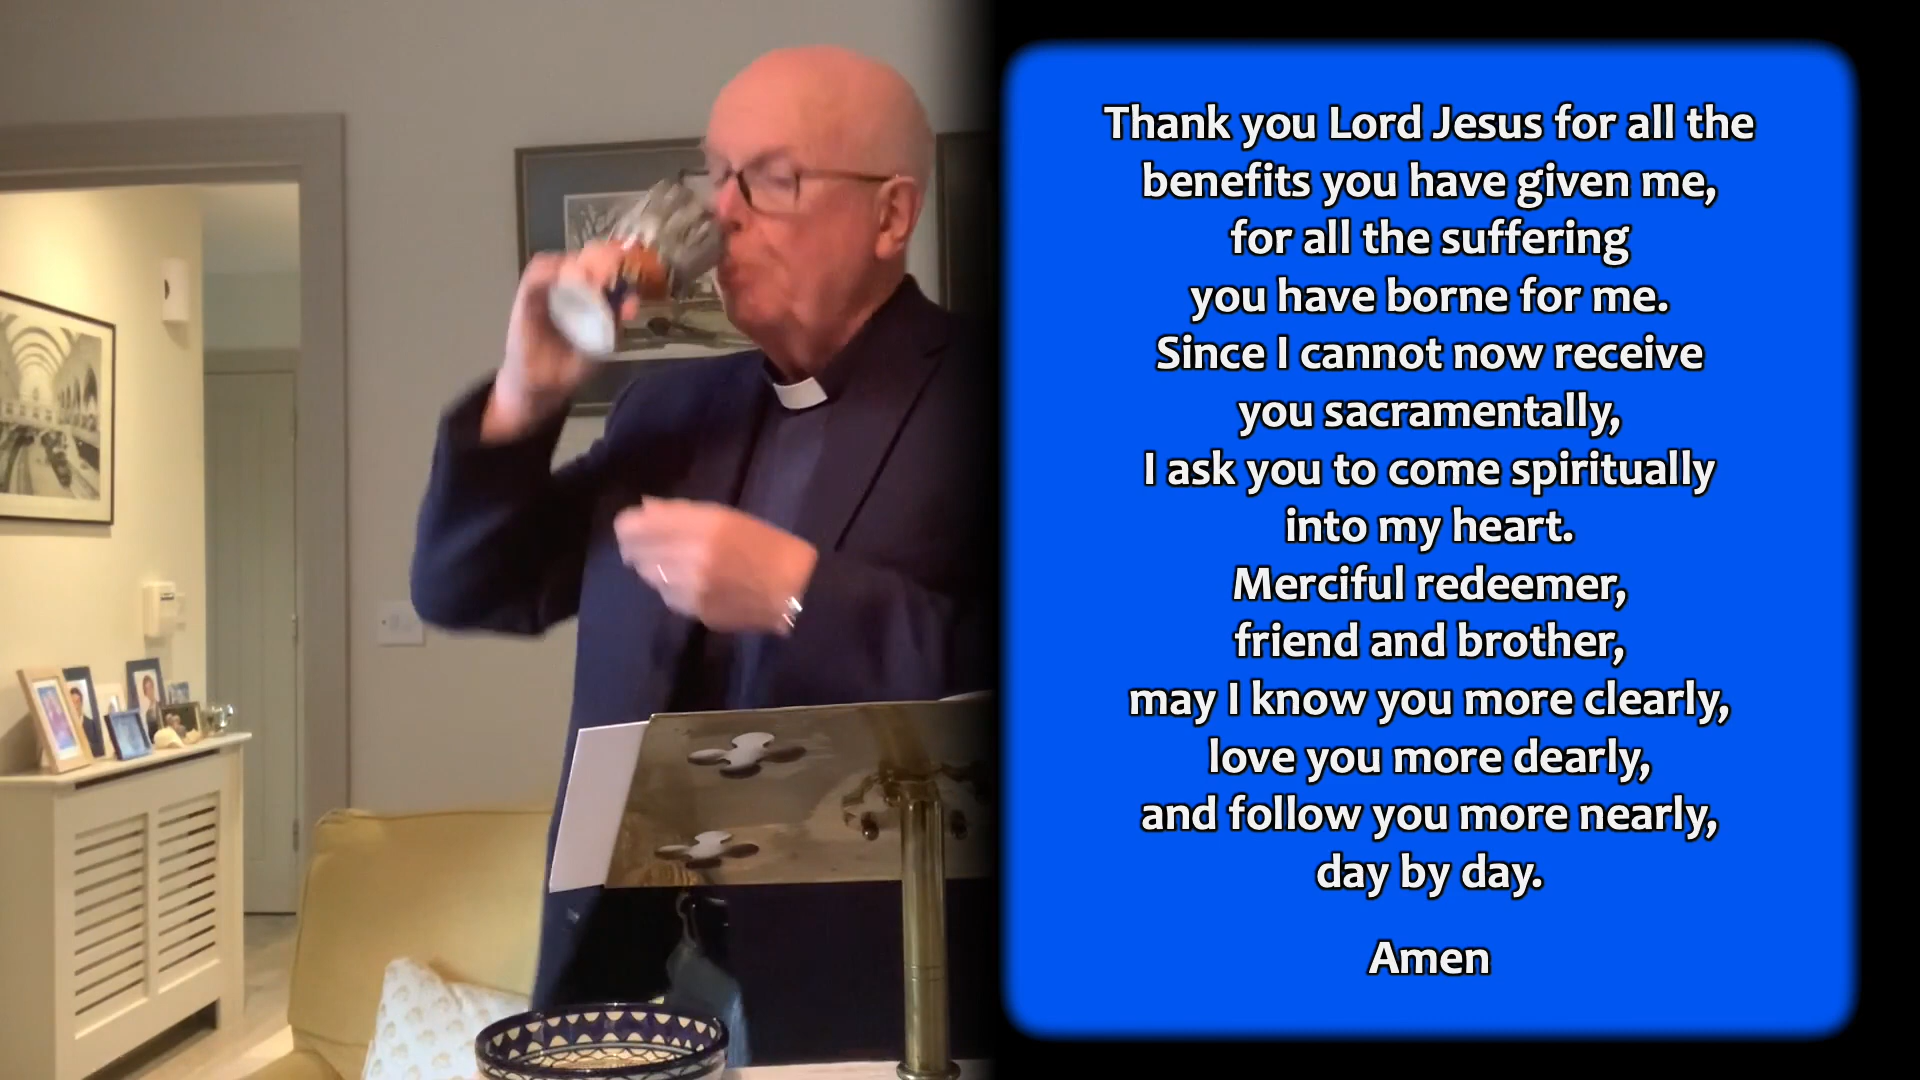 Thank you Lord Jesus for all the
benefits you have given me,
for all the suffering
you have borne for me.
Since I cannot now receive
you sacramentally,
I ask you to come spiritually
into my heart.
Merciful redeemer,
friend and brother,
may I know you more clearly,
love you more dearly,
and follow you more nearly,
day by day.
Amen